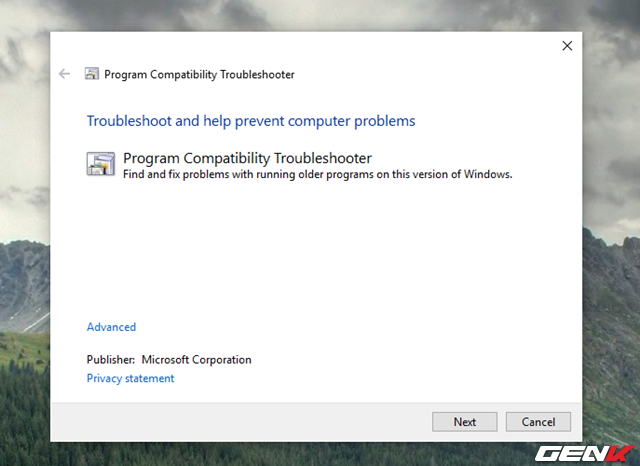 Program Compatibility Troubleshooter
Troubleshoot and help prevent computer problems
Program Compatibility Troubleshooter
Find and fix problems with running older programs on this version of Windows.
Advanced
Publisher: Microsoft Corporation
Privacy statement
Next Cancel
GENK